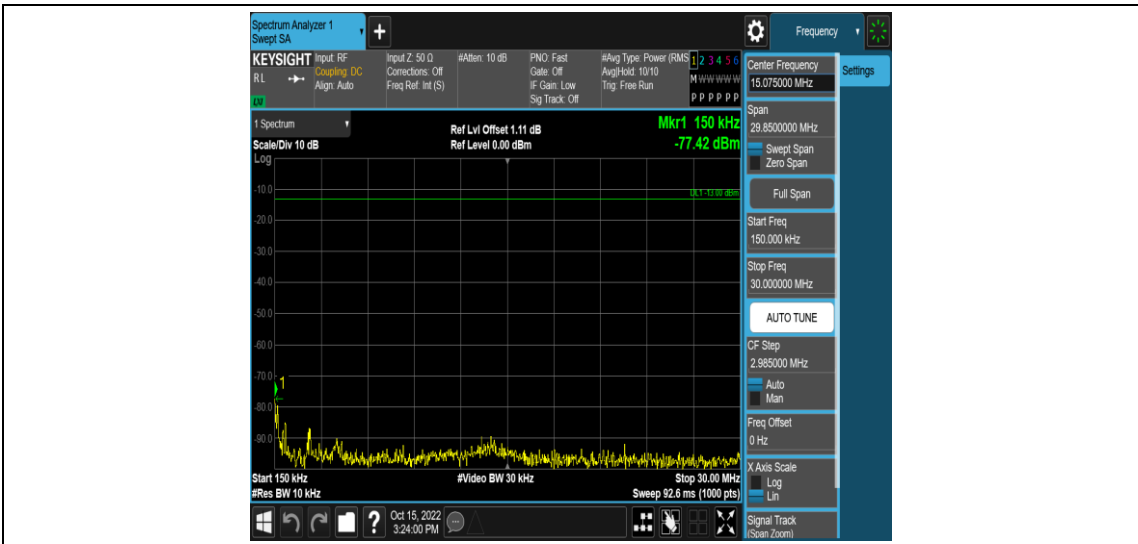 Spectrum Analyzer 1
Swept SA
+
Frequency
KEYSIGHT
RL
LXI
Input: RF
Coupling: DC
Align: Auto
Input Z: 50 Ω
Corrections: Off
Freq Ref: Int (S)
#Atten: 10 dB
PNO: Fast
Gate: Off
IF Gain: Low
Sig Track: Off
#Avg Type: Power (RMS
Avg|Hold: 10/10
Trig: Free Run
1 2 3 4 5 6
M W W W W W
P P P P P P
1 Spectrum
Scale/Div 10 dB
Ref Lvl Offset 1.11 dB
Ref Level 0.00 dBm
Mkr1 150 kHz
-77.42 dBm
Log
DL1 -13.00 dBm
-10.0
-20.0
-30.0
-40.0
-50.0
-60.0
-70.0
-80.0
-90.0
1
Start 150 kHz
#Res BW 10 kHz
#Video BW 30 kHz
Stop 30.00 MHz
Sweep 92.6 ms (1000 pts)
?
Oct 15, 2022
3:24:00 PM
Center Frequency
15.075000 MHz
Settings
Span
29.8500000 MHz
Swept Span
Zero Span
Full Span
Start Freq
150.000 kHz
Stop Freq
30.000000 MHz
AUTO TUNE
CF Step
2.985000 MHz
Auto
Man
Freq Offset
0 Hz
X Axis Scale
Log
Lin
Signal Track
(Span Zoom)